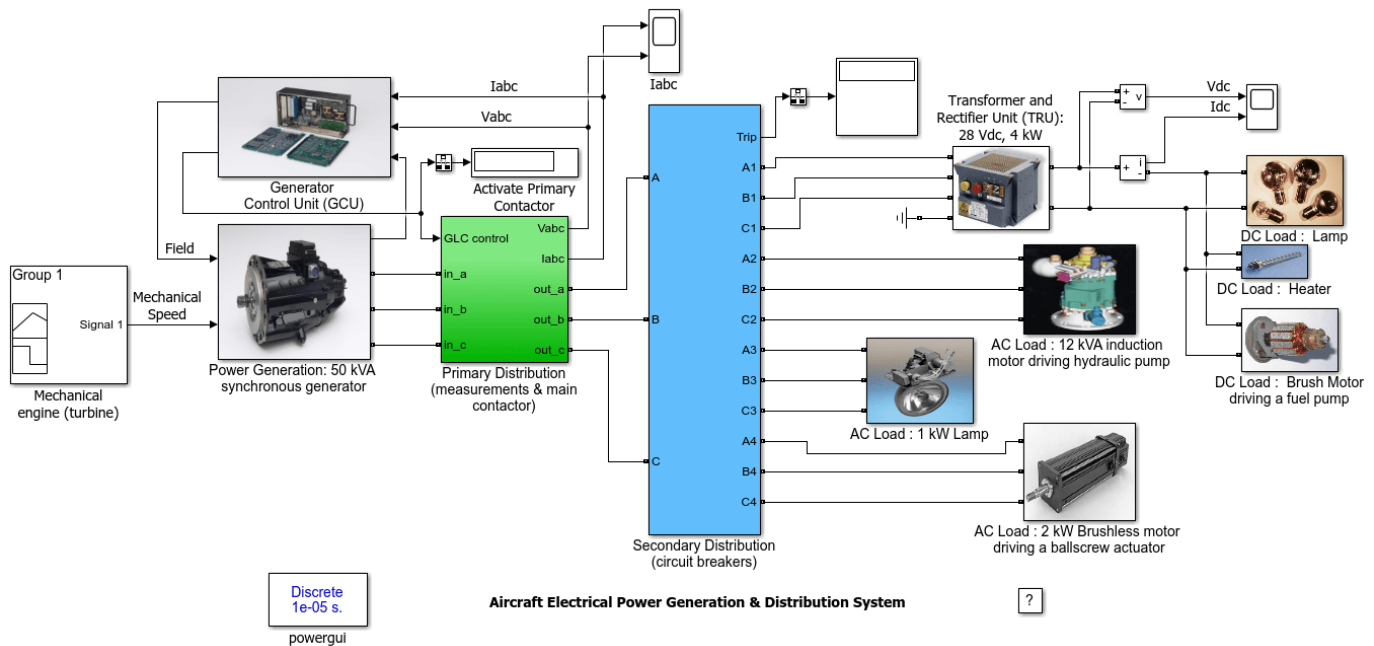 Iabc
Iabc
Vabc
Generator
Control Unit (GCU)
Activate Primary
Contactor
Field
Group 1
Signal 1
Mechanical
engine (turbine)
Mechanical
Speed
Power Generation: 50 kVA
synchronous generator
GLC control
Vabc
Iabc
in_a
out_a
in_b
out_b
in_c
out_c
Primary Distribution
(measurements & main
contactor)
Trip
A
B
C
A1
B1
C1
A2
B2
C2
A3
B3
C3
A4
B4
C4
Secondary Distribution
(circuit breakers)
Transformer and
Rectifier Unit (TRU):
28 Vdc, 4 kW
+
-
v
+
-
i
Vdc
Idc
DC Load : Lamp
DC Load : Heater
DC Load : Brush Motor
driving a fuel pump
AC Load : 12 kVA induction
motor driving hydraulic pump
AC Load : 1 kW Lamp
AC Load : 2 kW Brushless motor
driving a ballscrew actuator
Discrete
1e-05 s.
powergui
Aircraft Electrical Power Generation & Distribution System
?